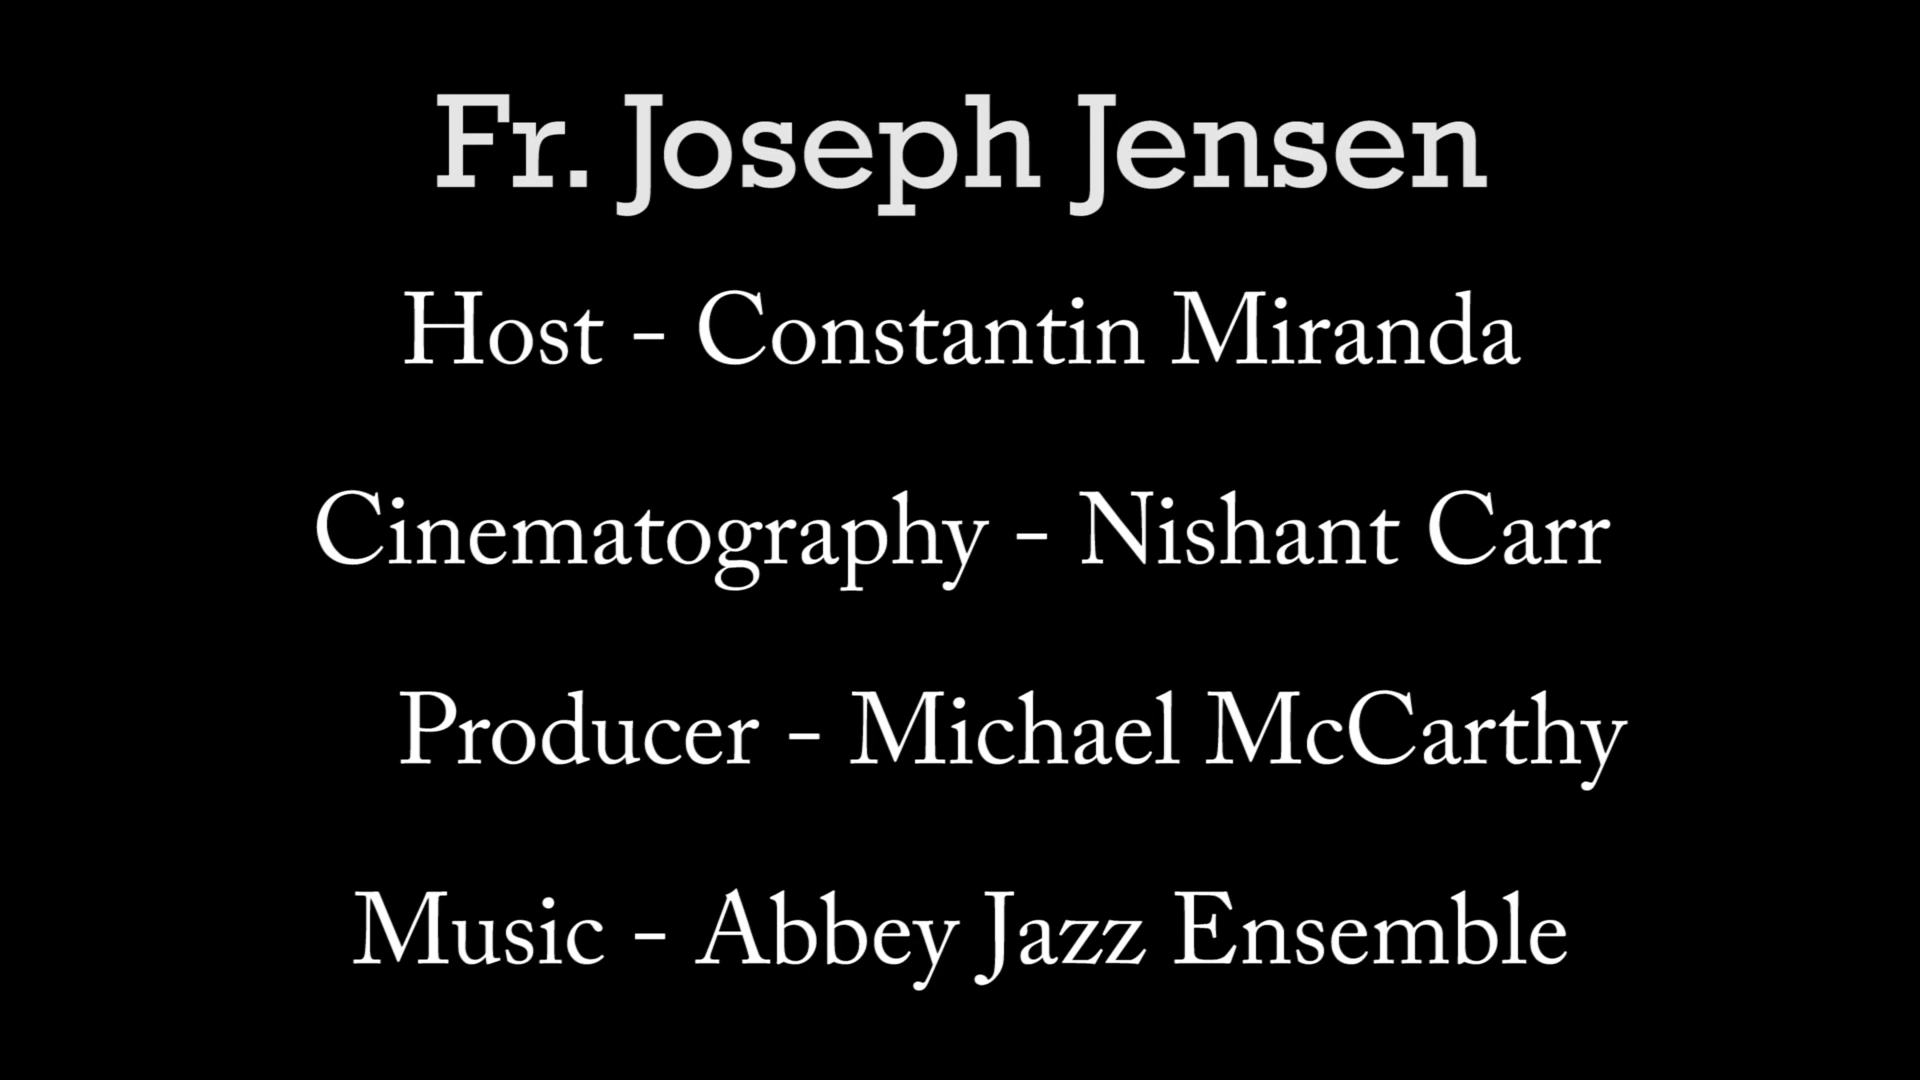 Fr. Joseph Jensen
Host - Constantin Miranda
Cinematography - Nishant Carr
Producer - Michael McCarthy
Music - Abbey Jazz Ensemble